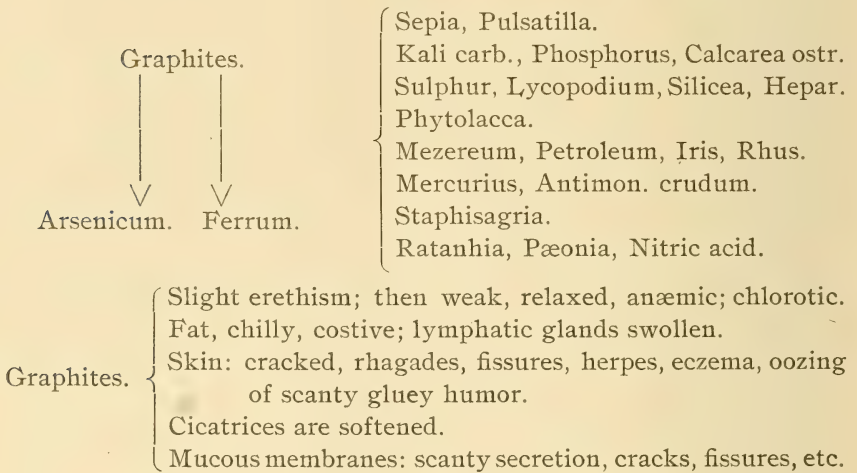 Graphites.
Arsenicum. Ferrum.
Sepia, Pulsatilla.
Kali carb., Phosphorus, Calcarea ostr.
Sulphur, Lycopodium, Silicea, Hepar.
Phytolacca.
Mezereum, Petroleum, Iris, Rhus.
Mercurius, Antimon. crudum.
Staphisagria.
Ratanhia, Pæonia, Nitric acid.
Graphites.
Slight erethism; then weak, relaxed, anæmic; chlorotic.
Fat, chilly, costive; lymphatic glands swollen.
Skin: cracked, rhagades, fissures, herpes, eczema, oozing
of scanty gluey humor.
Cicatrices are softened.
Mucous membranes: scanty secretion, cracks, fissures, etc.